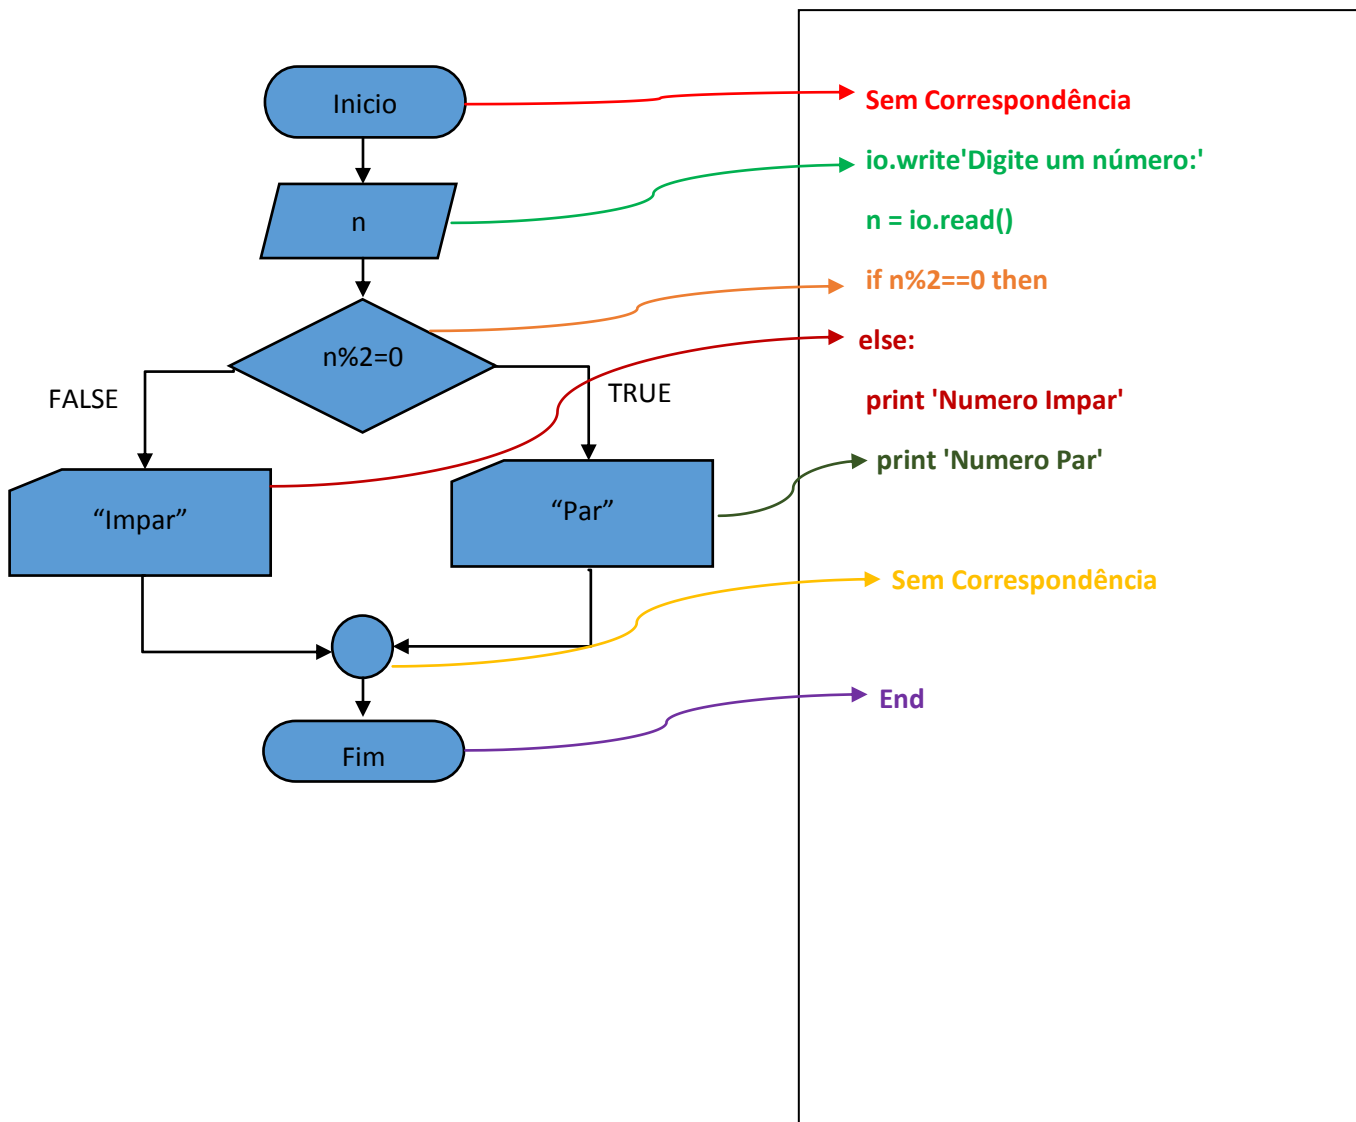 Inicio
n
n%2=0
FALSE
TRUE
“Impar”
“Par”
Fim
Sem Correspondência
io.write'Digite um número:'
n = io.read()
if n%2==0 then
else:
print 'Numero Impar'
print 'Numero Par'
Sem Correspondência
End